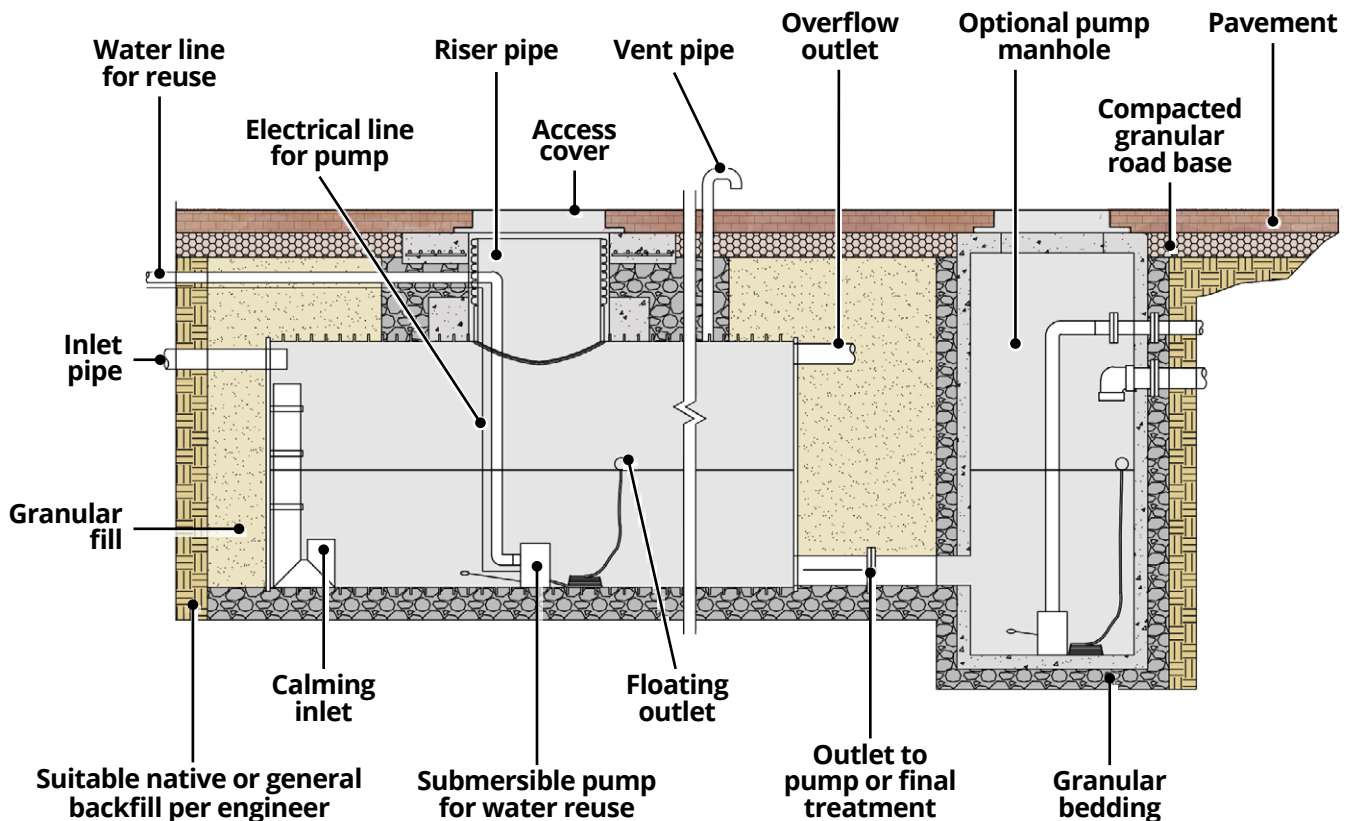 Water line
for reuse
Riser pipe
Vent pipe
Overflow
outlet
Optional pump
manhole
Pavement
Electrical line
for pump
Access
cover
Compacted
granular
road base
Inlet
pipe
Granular
fill
Calming
inlet
Floating
outlet
Suitable native or general
backfill per engineer
Submersible pump
for water reuse
Outlet to
pump or final
treatment
Granular
bedding